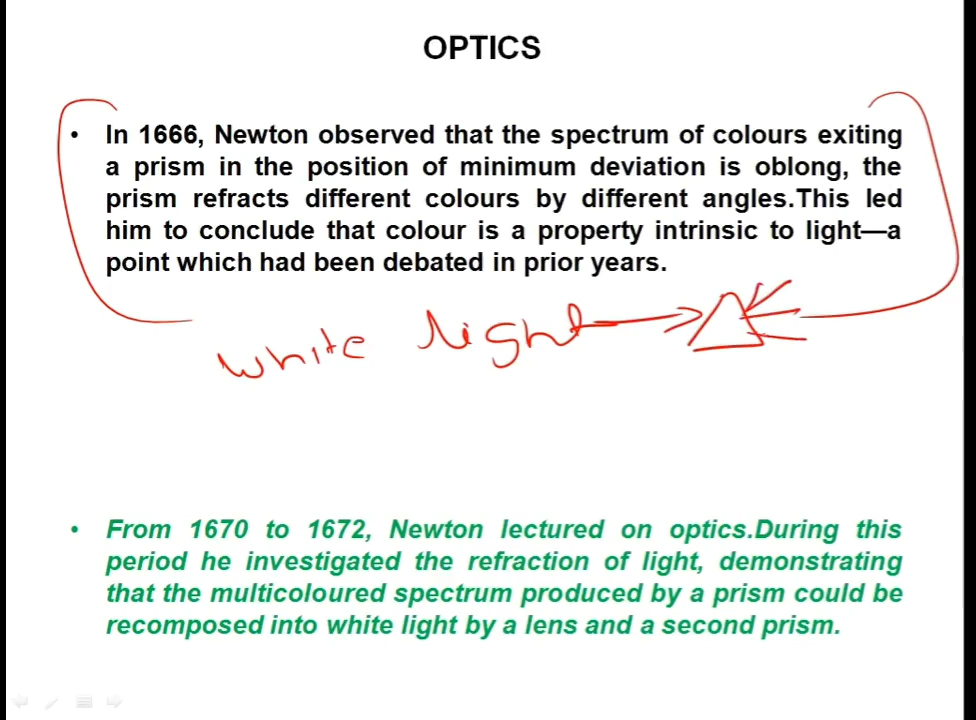 OPTICS
• In 1666, Newton observed that the spectrum of colours exiting
a prism in the position of minimum deviation is oblong, the
prism refracts different colours by different angles.This led
him to conclude that colour is a property intrinsic to light—a
point which had been debated in prior years.
white light
• From 1670 to 1672, Newton lectured on optics.During this
period he investigated the refraction of light, demonstrating
that the multicoloured spectrum produced by a prism could be
recomposed into white light by a lens and a second prism.